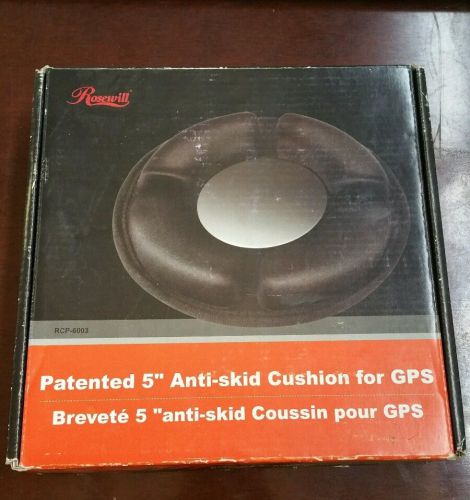 Rosewill
RCP-6003
Patented 5" Anti-skid Cushion for GPS
Breveté 5 "anti-skid Coussin pour GPS